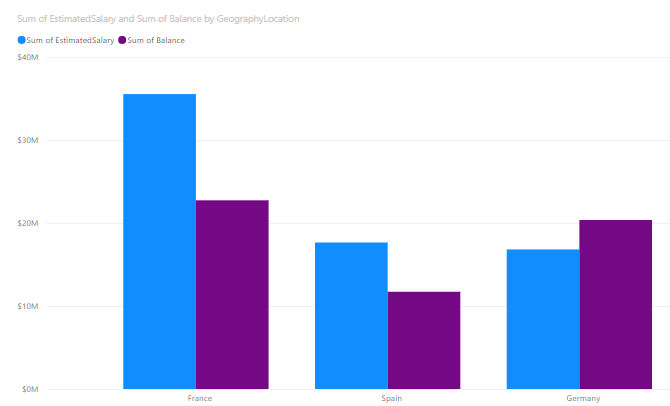 Sum of EstimatedSalary and Sum of Balance by GeographyLocation
Sum of EstimatedSalary Sum of Balance
$40M
$30M
$20M
$10M
$0M
France Spain Germany